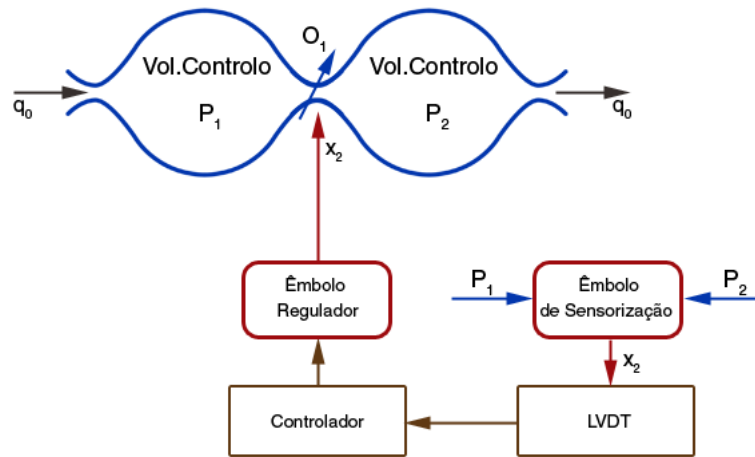 O₁
Vol.Controlo
Vol.Controlo
q₀
P₁
P₂
q₀
x₂
Êmbolo
Regulador
P₁
Êmbolo
de Sensorização
P₂
x₂
Controlador
LVDT